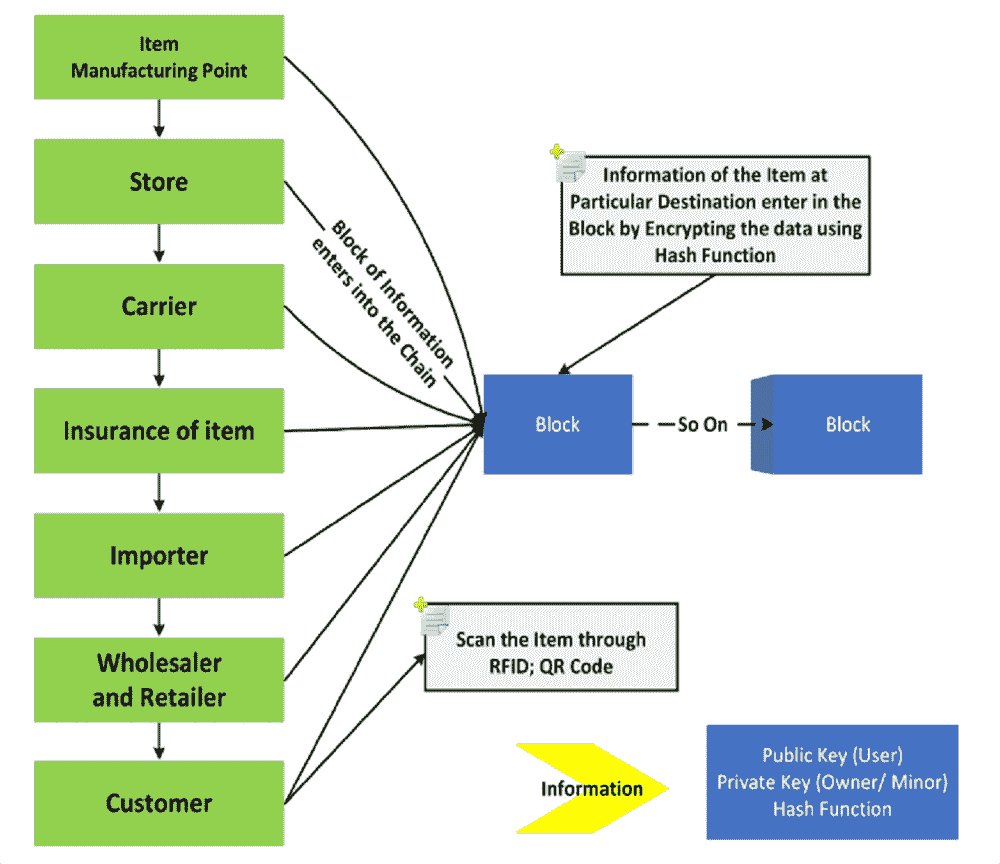 Item
Manufacturing Point
Store
Carrier
Insurance of item
Importer
Wholesaler
and Retailer
Customer
Block of Information
enters into the Chain
Information of the Item at
Particular Destination enter in the
Block by Encrypting the data using
Hash Function
Block
So On
Block
Scan the Item through
RFID; QR Code
Information
Public Key (User)
Private Key (Owner/ Minor)
Hash Function